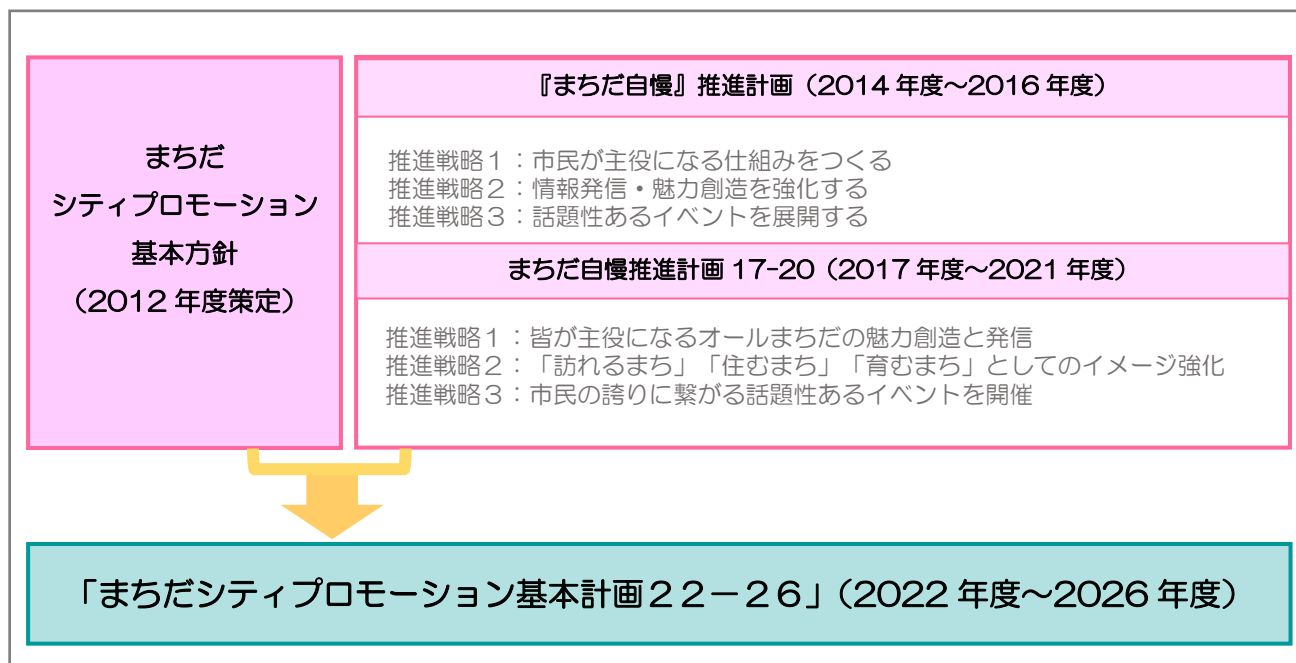 まちだ
シティプロモーション
基本方針
（2012 年度策定）
『まちだ自慢』推進計画（2014 年度～2016 年度）
推進戦略１：市民が主役になる仕組みをつくる
推進戦略２：情報発信・魅力創造を強化する
推進戦略３：話題性あるイベントを展開する
まちだ自慢推進計画 17-20（2017 年度～2021 年度）
推進戦略１：皆が主役になるオールまちだの魅力創造と発信
推進戦略２：「訪れるまち」「住むまち」「育むまち」としてのイメージ強化
推進戦略３：市民の誇りに繋がる話題性あるイベントを開催
「まちだシティプロモーション基本計画２２－２６」（2022 年度～2026 年度）